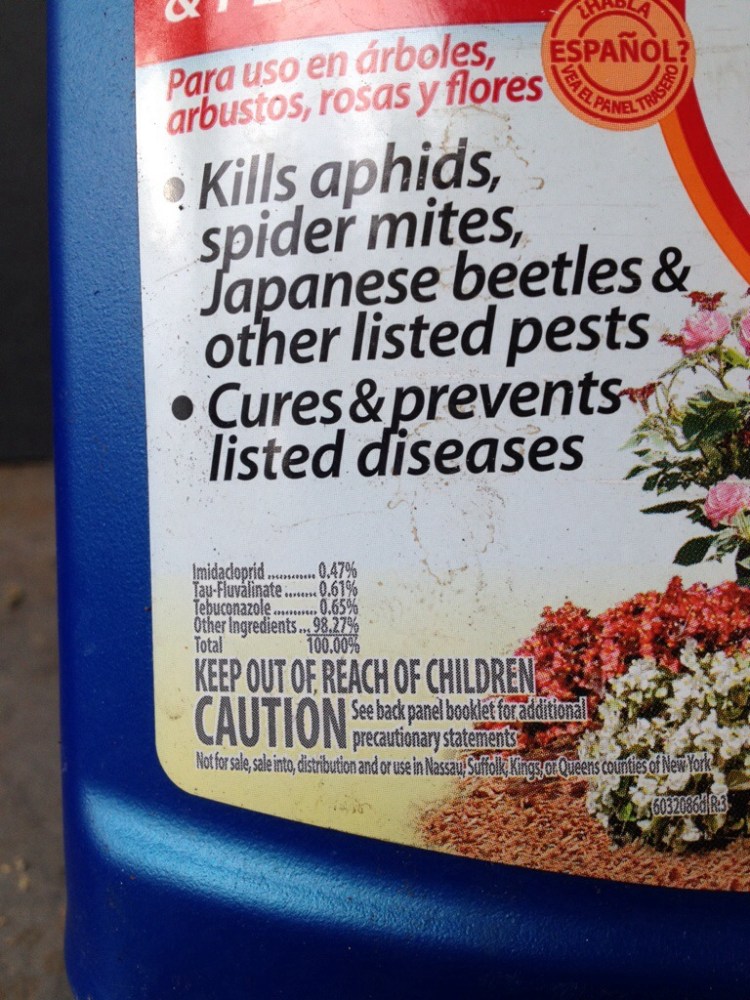 ¿HABLA
ESPAÑOL?
VEA EL PANEL TRASERO
Para uso en árboles,
arbustos, rosas y flores
• Kills aphids,
spider mites,
Japanese beetles &
other listed pests
• Cures & prevents
listed diseases
Imidacloprid ............ 0.47%
Tau-Fluvalinate ........ 0.61%
Tebuconazole ........... 0.65%
Other Ingredients ... 98.27%
Total 100.00%
KEEP OUT OF REACH OF CHILDREN
CAUTION See back panel booklet for additional
precautionary statements
Not for sale, sale into, distribution and or use in Nassau, Suffolk, Kings, or Queens counties of New York
6032086d R.3